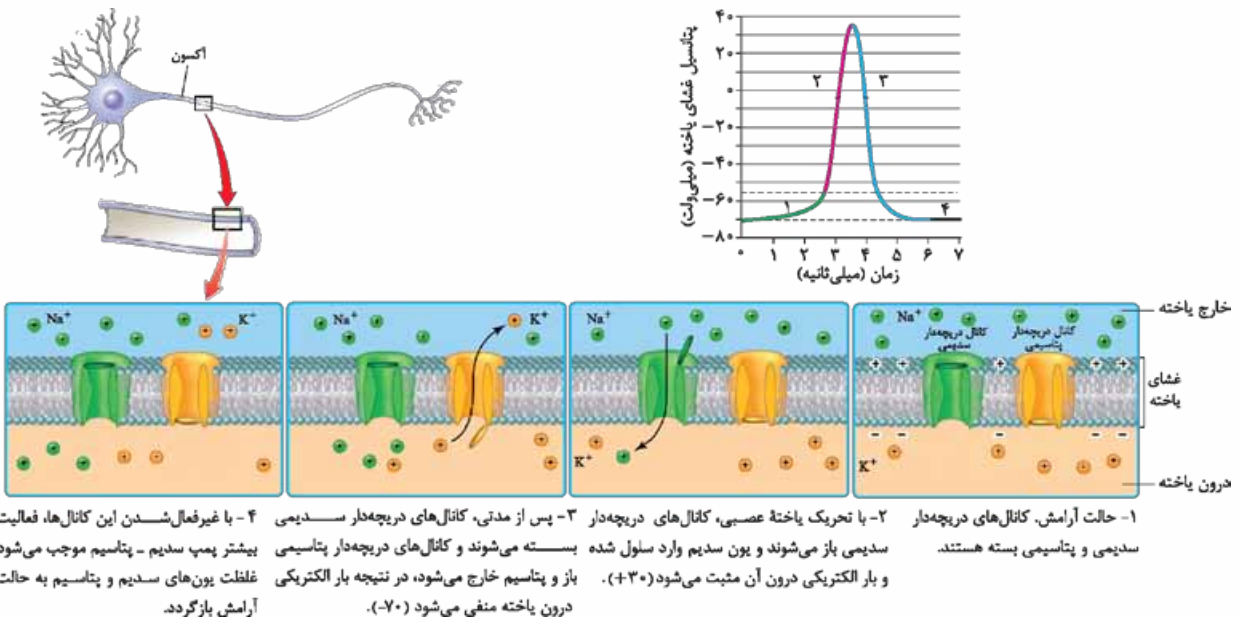 آکسون
پتانسیل غشای یاخته (میلی‌ولت)
۴۰
۲۰
۰
−۲۰
−۴۰
−۶۰
−۸۰
۱
۲
۳
۴
۰ ۱ ۲ ۳ ۴ ۵ ۶ ۷
زمان (میلی‌ثانیه)
خارج یاخته
غشای
یاخته
درون یاخته
Na⁺
کانال دریچه‌دار
سدیمی
کانال دریچه‌دار
پتاسیمی
K⁺
Na⁺
K⁺
Na⁺
K⁺
Na⁺
K⁺
۱- حالت آرامش. کانال‌های دریچه‌دار
سدیمی و پتاسیمی بسته هستند.
۲- با تحریک یاختهٔ عصبی، کانال‌های دریچه‌دار
سدیمی باز می‌شوند و یون سدیم وارد سلول شده
و بار الکتریکی درون آن مثبت می‌شود (۳۰+).
۳- پس از مدتی، کانال‌های دریچه‌دار سدیمی
بسته می‌شوند و کانال‌های دریچه‌دار پتاسیمی
باز و پتاسیم خارج می‌شود، در نتیجه بار الکتریکی
درون یاخته منفی می‌شود (۷۰-).
۴- با غیرفعال‌شدن این کانال‌ها، فعالیت
بیشتر پمپ سدیم ـ پتاسیم موجب می‌شود
غلظت یون‌های سدیم و پتاسیم به حالت
آرامش بازگردد.